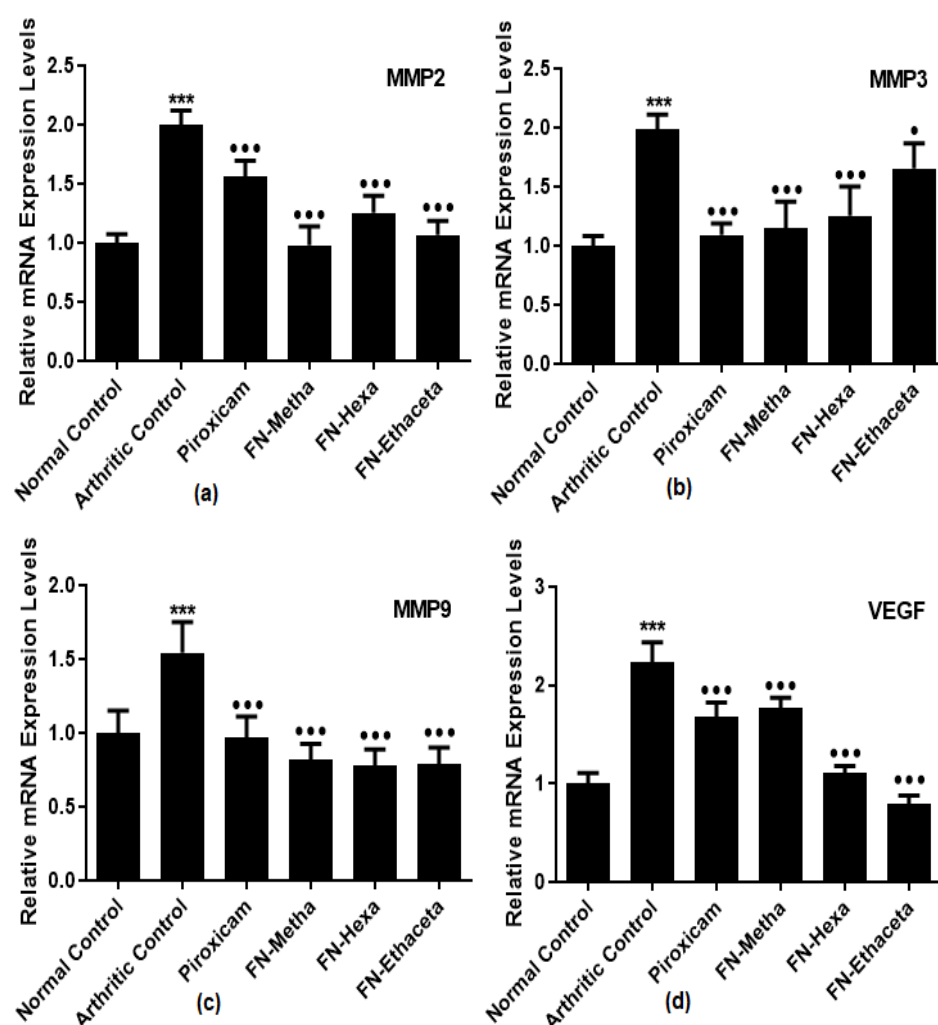 Relative mRNA Expression Levels
2.5
2.0
1.5
1.0
0.5
0.0
MMP2
***
•••
•••
•••
•••
Normal Control
Arthritic Control
Piroxicam
FN-Metha
FN-Hexa
FN-Ethaceta
(a)
Relative mRNA Expression Levels
2.5
2.0
1.5
1.0
0.5
0.0
MMP3
***
•••
•••
•••
•
Normal Control
Arthritic Control
Piroxicam
FN-Metha
FN-Hexa
FN-Ethaceta
(b)
Relative mRNA Expression Levels
2.0
1.5
1.0
0.5
0.0
MMP9
***
•••
•••
•••
•••
Normal Control
Arthritic Control
Piroxicam
FN-Metha
FN-Hexa
FN-Ethaceta
(c)
Relative mRNA Expression Levels
3
2
1
0
VEGF
***
•••
•••
•••
•••
Normal Control
Arthritic Control
Piroxicam
FN-Metha
FN-Hexa
FN-Ethaceta
(d)